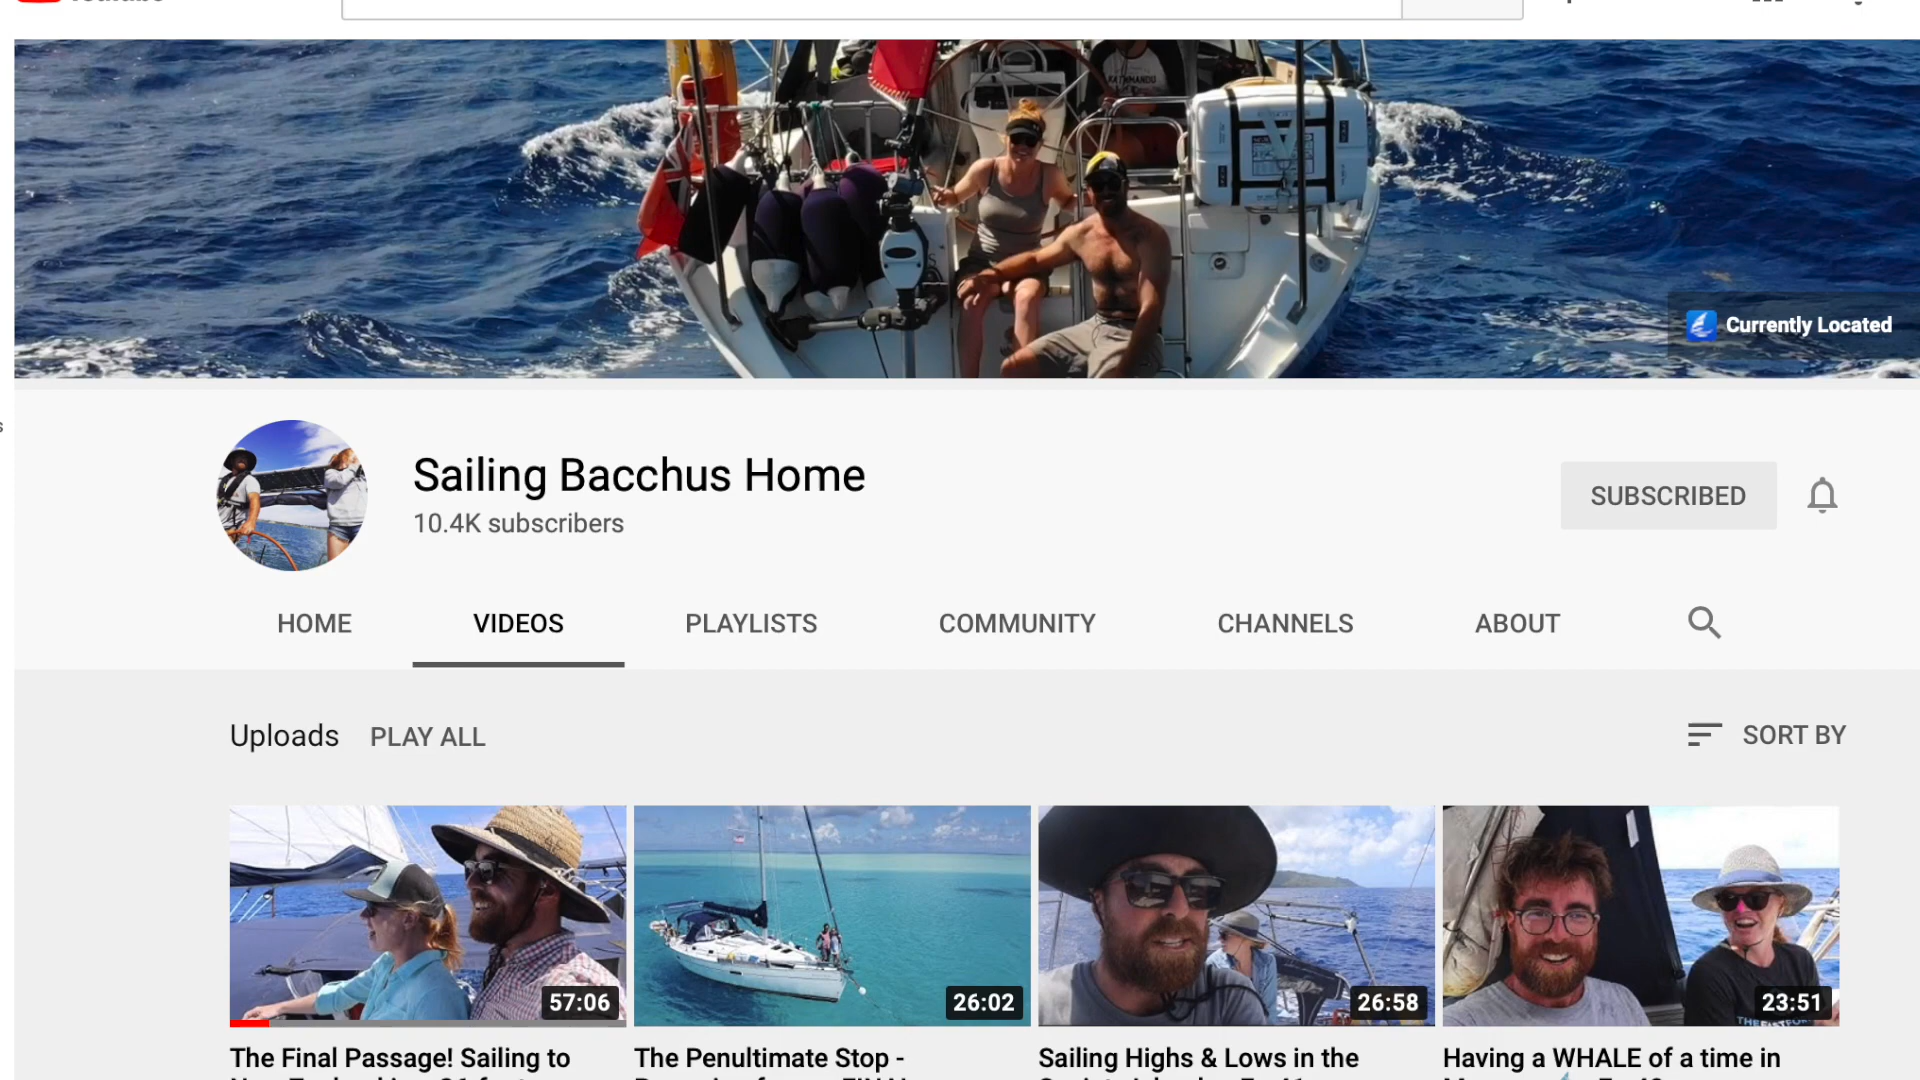 KATHMANDU
Currently Located
Sailing Bacchus Home
10.4K subscribers
SUBSCRIBED
HOME VIDEOS PLAYLISTS COMMUNITY CHANNELS ABOUT
Uploads PLAY ALL SORT BY
57:06 26:02 26:58 23:51
The Final Passage! Sailing to
The Penultimate Stop -
Sailing Highs & Lows in the
Having a WHALE of a time in